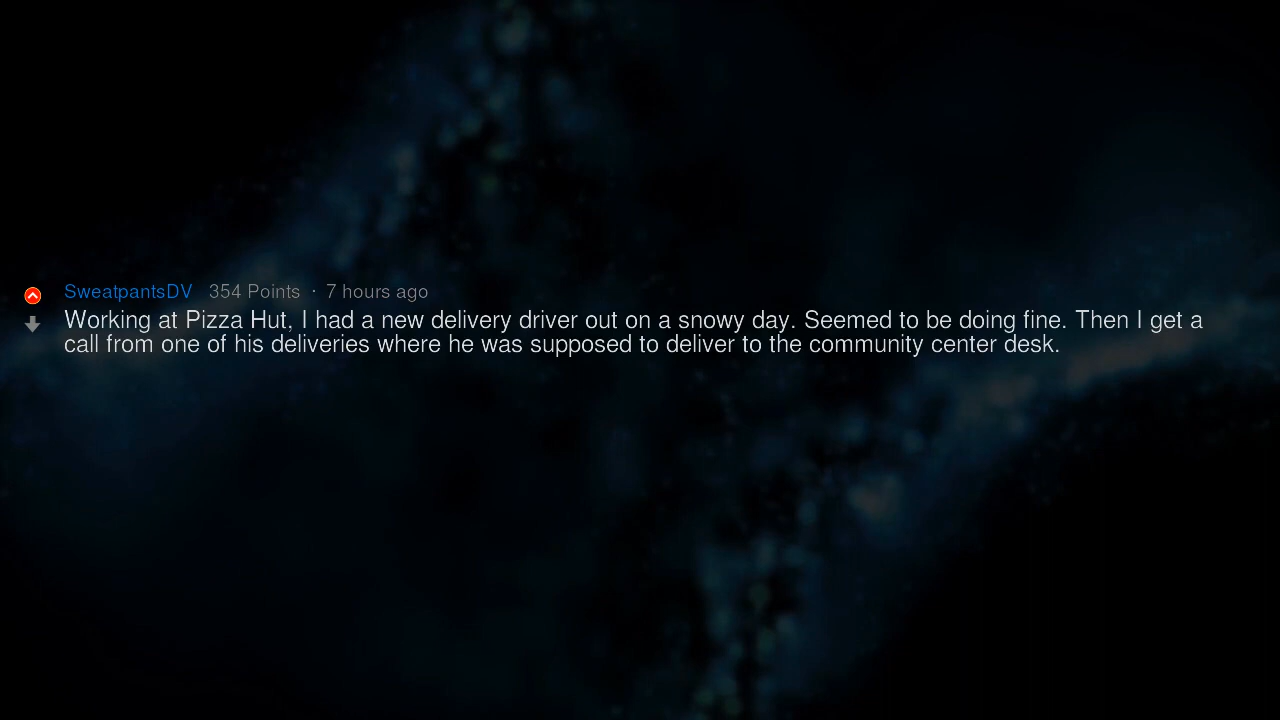 SweatpantsDV 354 Points · 7 hours ago
Working at Pizza Hut, I had a new delivery driver out on a snowy day. Seemed to be doing fine. Then I get a
call from one of his deliveries where he was supposed to deliver to the community center desk.